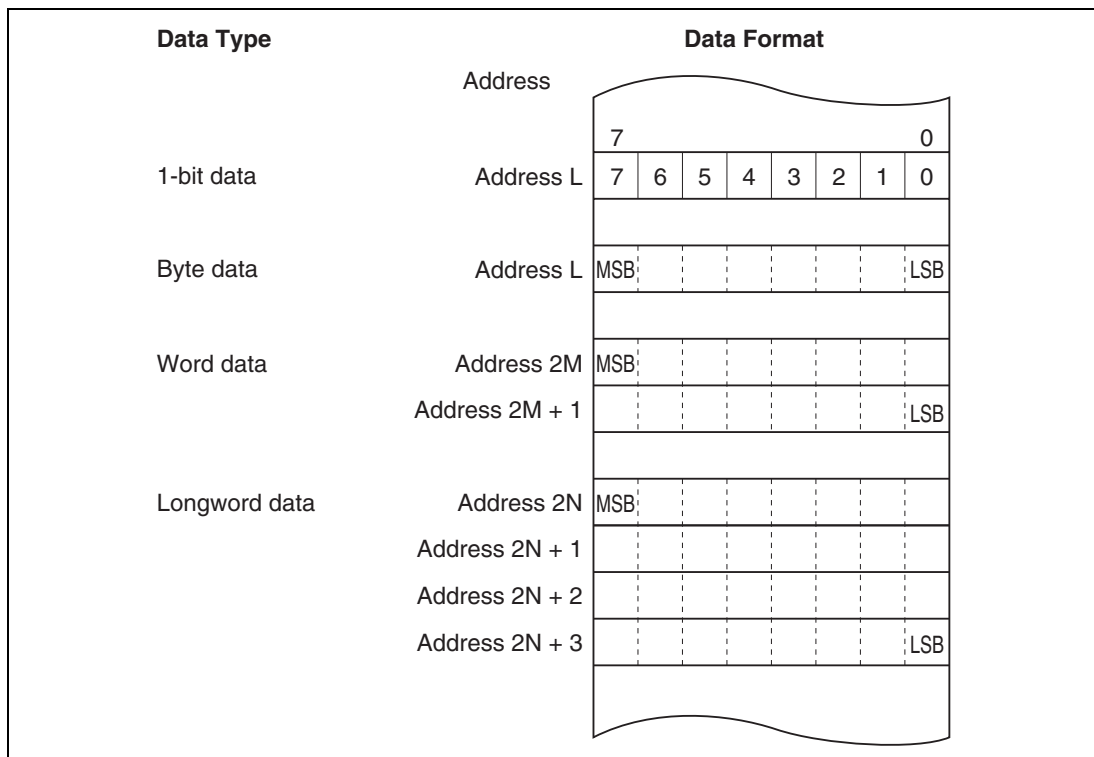 Data Type Data Format
Address
7 0
1-bit data Address L 7 6 5 4 3 2 1 0
Byte data Address L MSB LSB
Word data Address 2M MSB
Address 2M + 1 LSB
Longword data Address 2N MSB
Address 2N + 1
Address 2N + 2
Address 2N + 3 LSB